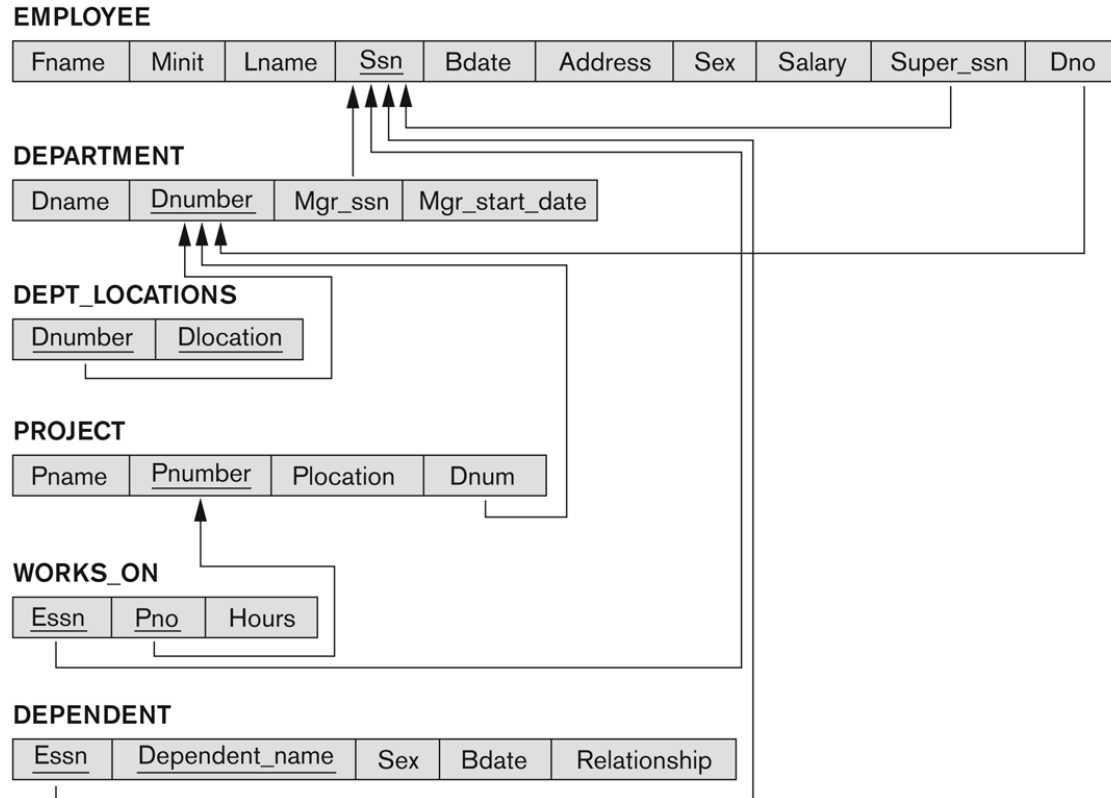 EMPLOYEE
Fname Minit Lname Ssn Bdate Address Sex Salary Super_ssn Dno
DEPARTMENT
Dname Dnumber Mgr_ssn Mgr_start_date
DEPT_LOCATIONS
Dnumber Dlocation
PROJECT
Pname Pnumber Plocation Dnum
WORKS_ON
Essn Pno Hours
DEPENDENT
Essn Dependent_name Sex Bdate Relationship